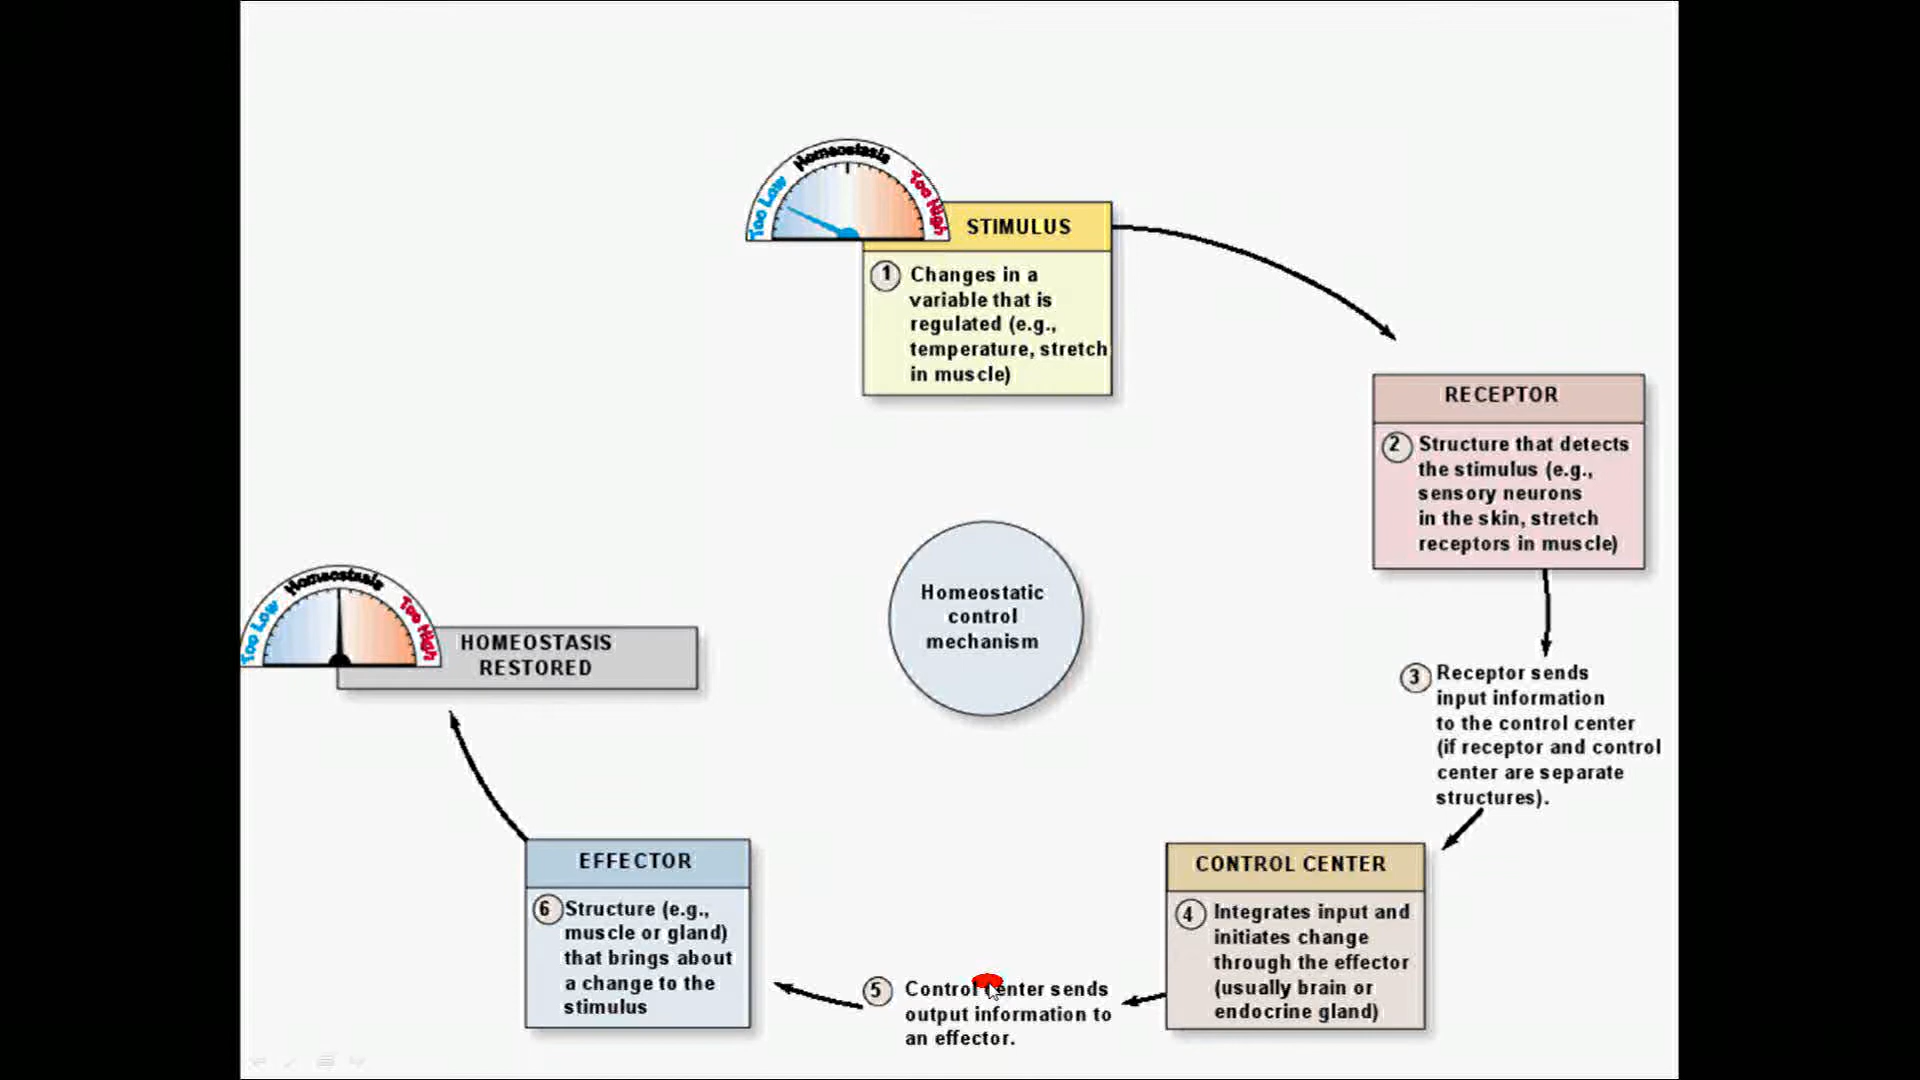 Homeostasis
Too Low
Too High
STIMULUS
1 Changes in a
variable that is
regulated (e.g.,
temperature, stretch
in muscle)
RECEPTOR
2 Structure that detects
the stimulus (e.g.,
sensory neurons
in the skin, stretch
receptors in muscle)
3 Receptor sends
input information
to the control center
(if receptor and control
center are separate
structures).
CONTROL CENTER
4 Integrates input and
initiates change
through the effector
(usually brain or
endocrine gland)
5 Control Center sends
output information to
an effector.
EFFECTOR
6 Structure (e.g.,
muscle or gland)
that brings about
a change to the
stimulus
Homeostasis
Too Low
Too High
HOMEOSTASIS
RESTORED
Homeostatic
control
mechanism